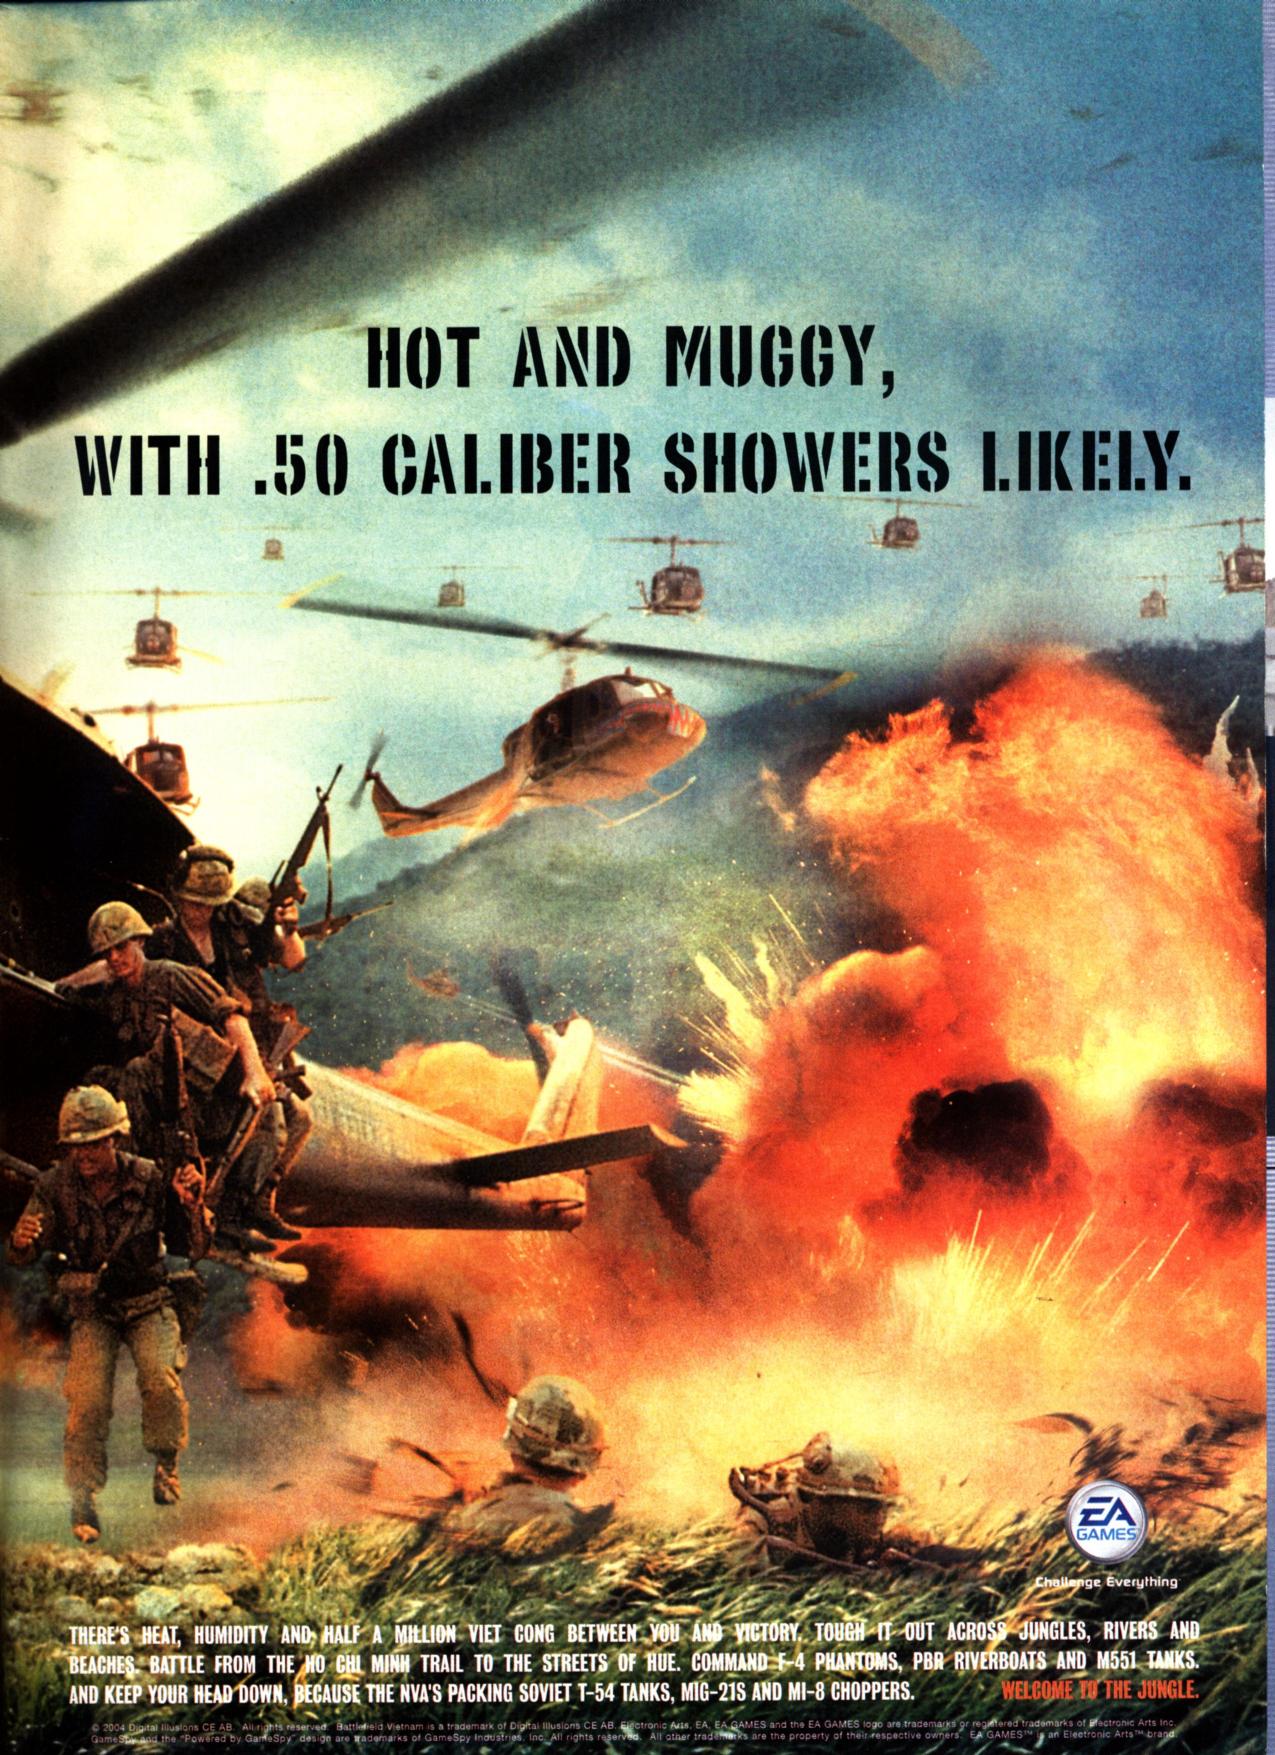 HOT AND MUGGY,
WITH .50 CALIBER SHOWERS LIKELY.
EA
GAMES
Challenge Everything
THERE'S HEAT, HUMIDITY AND HALF A MILLION VIET CONG BETWEEN YOU AND VICTORY. TOUGH IT OUT ACROSS JUNGLES, RIVERS AND
BEACHES. BATTLE FROM THE HO CHI MINH TRAIL TO THE STREETS OF HUE. COMMAND F-4 PHANTOMS, PBR RIVERBOATS AND M551 TANKS.
AND KEEP YOUR HEAD DOWN, BECAUSE THE NVA'S PACKING SOVIET T-54 TANKS, MIG-21S AND MI-8 CHOPPERS. WELCOME TO THE JUNGLE.
© 2004 Digital Illusions CE AB. All rights reserved. Battlefield Vietnam is a trademark of Digital Illusions CE AB. Electronic Arts, EA, EA GAMES and the EA GAMES logo are trademarks or registered trademarks of Electronic Arts Inc.
GameSpy and the "Powered by GameSpy" design are trademarks of GameSpy Industries, Inc. All rights reserved. All other trademarks are the property of their respective owners. EA GAMES™ is an Electronic Arts™ brand.